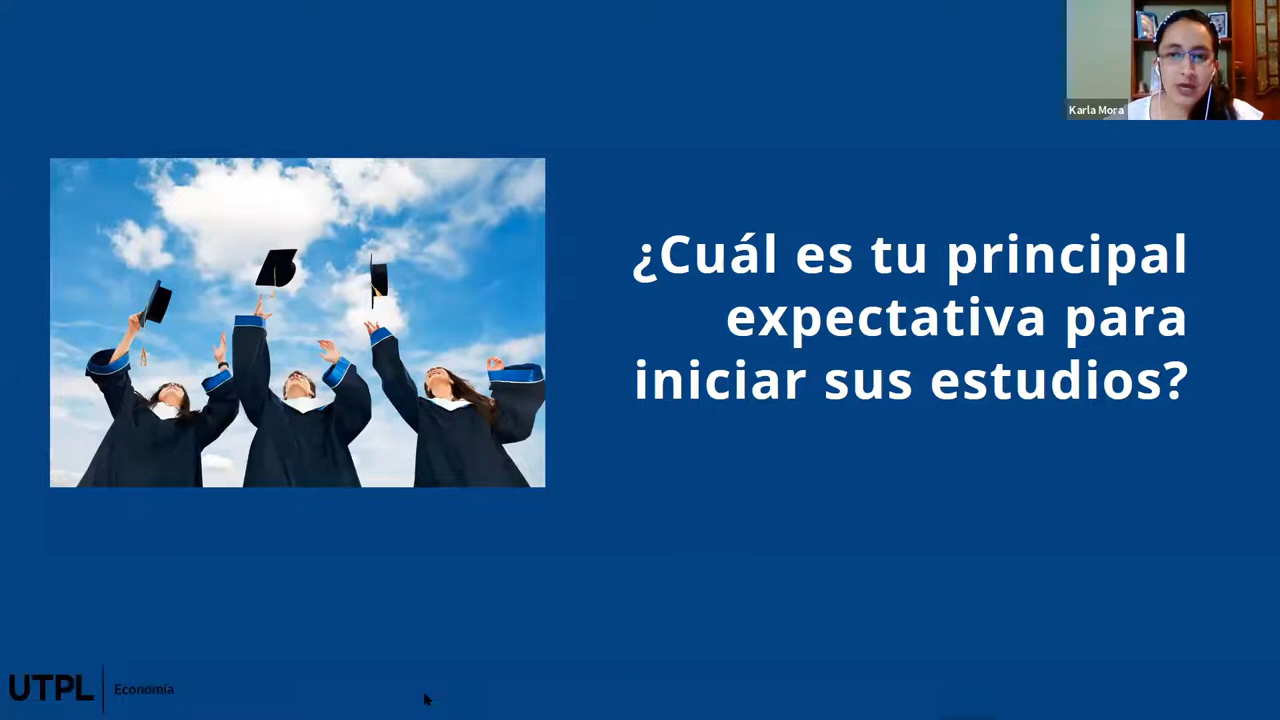 Karla Mora
¿Cuál es tu principal
expectativa para
iniciar sus estudios?
UTPL
Economía